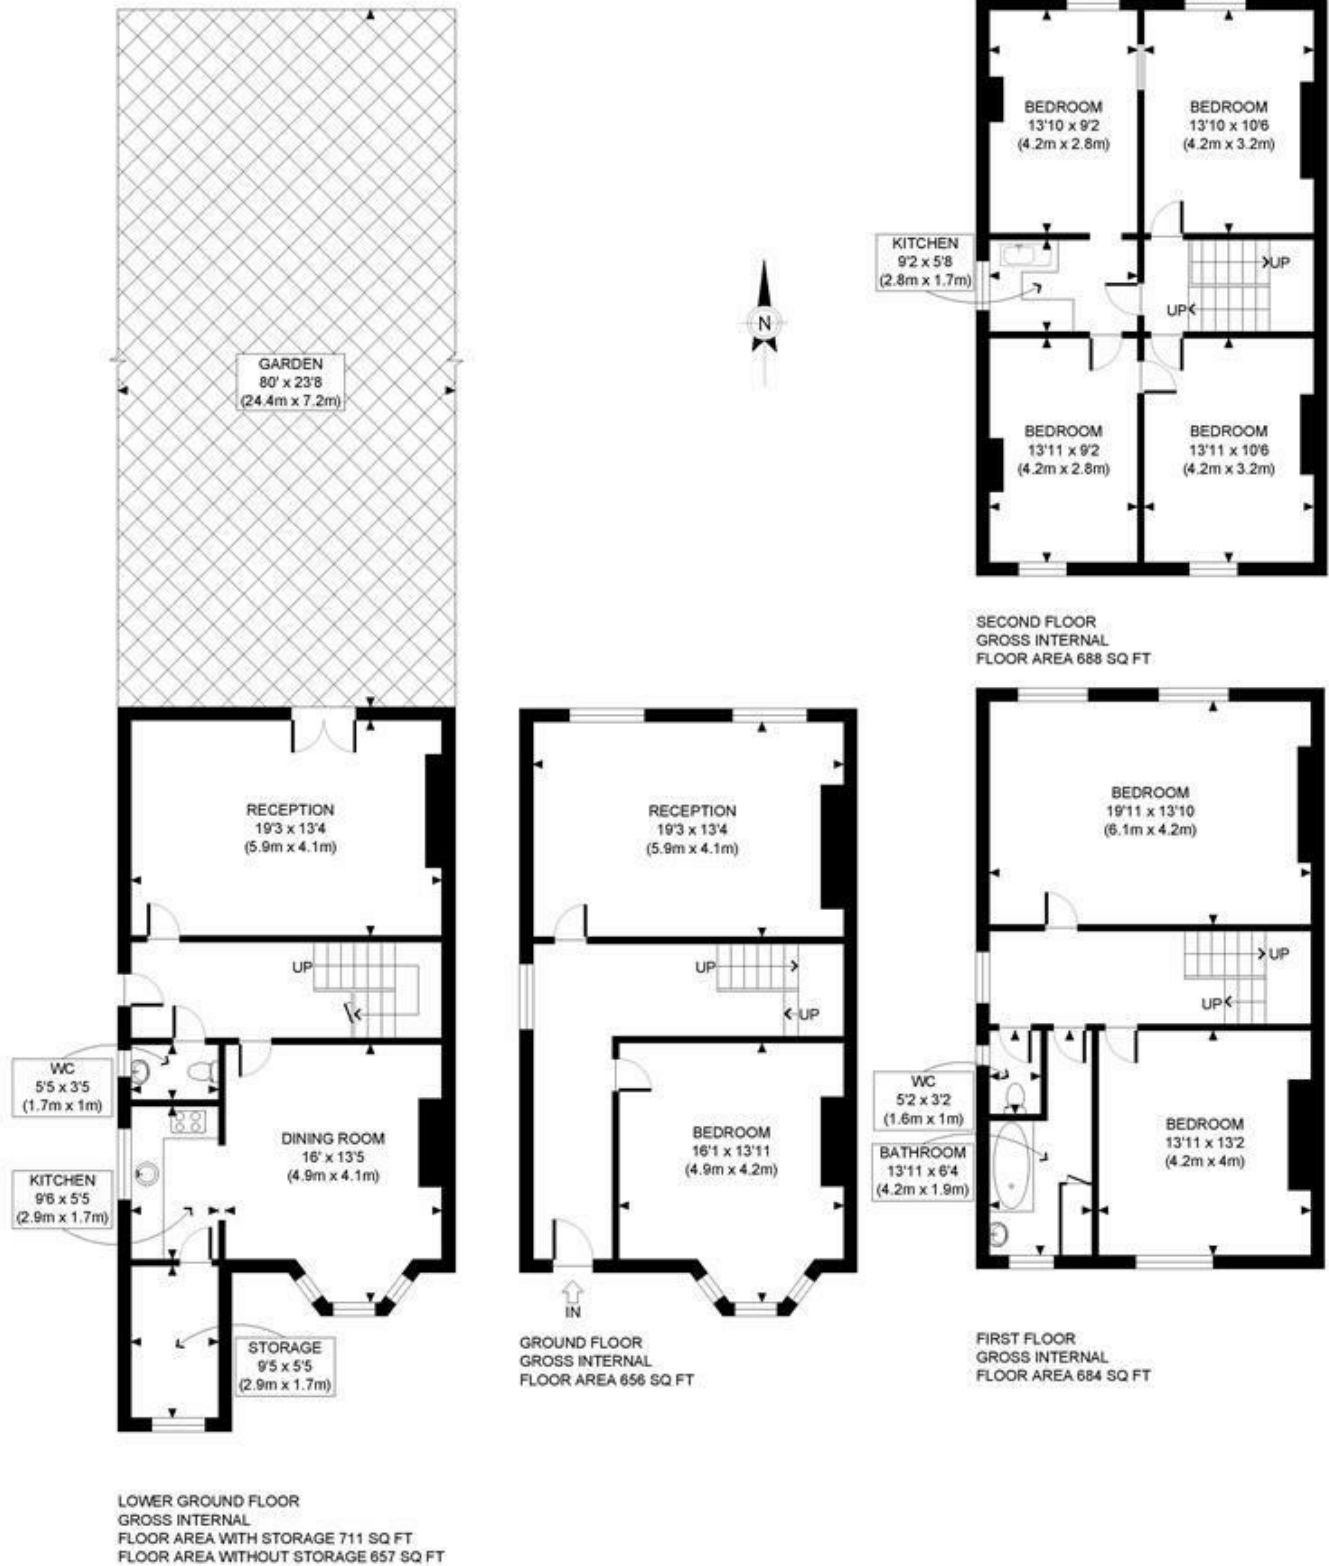 GARDEN
80' x 23'8
(24.4m x 7.2m)
RECEPTION
19'3 x 13'4
(5.9m x 4.1m)
UP
WC
5'5 x 3'5
(1.7m x 1m)
KITCHEN
9'6 x 5'5
(2.9m x 1.7m)
DINING ROOM
16' x 13'5
(4.9m x 4.1m)
STORAGE
9'5 x 5'5
(2.9m x 1.7m)
LOWER GROUND FLOOR
GROSS INTERNAL
FLOOR AREA WITH STORAGE 711 SQ FT
FLOOR AREA WITHOUT STORAGE 657 SQ FT
N
RECEPTION
19'3 x 13'4
(5.9m x 4.1m)
UP
UP
BEDROOM
16'1 x 13'11
(4.9m x 4.2m)
IN
GROUND FLOOR
GROSS INTERNAL
FLOOR AREA 656 SQ FT
BEDROOM
13'10 x 9'2
(4.2m x 2.8m)
BEDROOM
13'10 x 10'6
(4.2m x 3.2m)
KITCHEN
9'2 x 5'8
(2.8m x 1.7m)
UP
UP
BEDROOM
13'11 x 9'2
(4.2m x 2.8m)
BEDROOM
13'11 x 10'6
(4.2m x 3.2m)
SECOND FLOOR
GROSS INTERNAL
FLOOR AREA 688 SQ FT
BEDROOM
19'11 x 13'10
(6.1m x 4.2m)
UP
UP
WC
5'2 x 3'2
(1.6m x 1m)
BATHROOM
13'11 x 6'4
(4.2m x 1.9m)
BEDROOM
13'11 x 13'2
(4.2m x 4m)
FIRST FLOOR
GROSS INTERNAL
FLOOR AREA 684 SQ FT